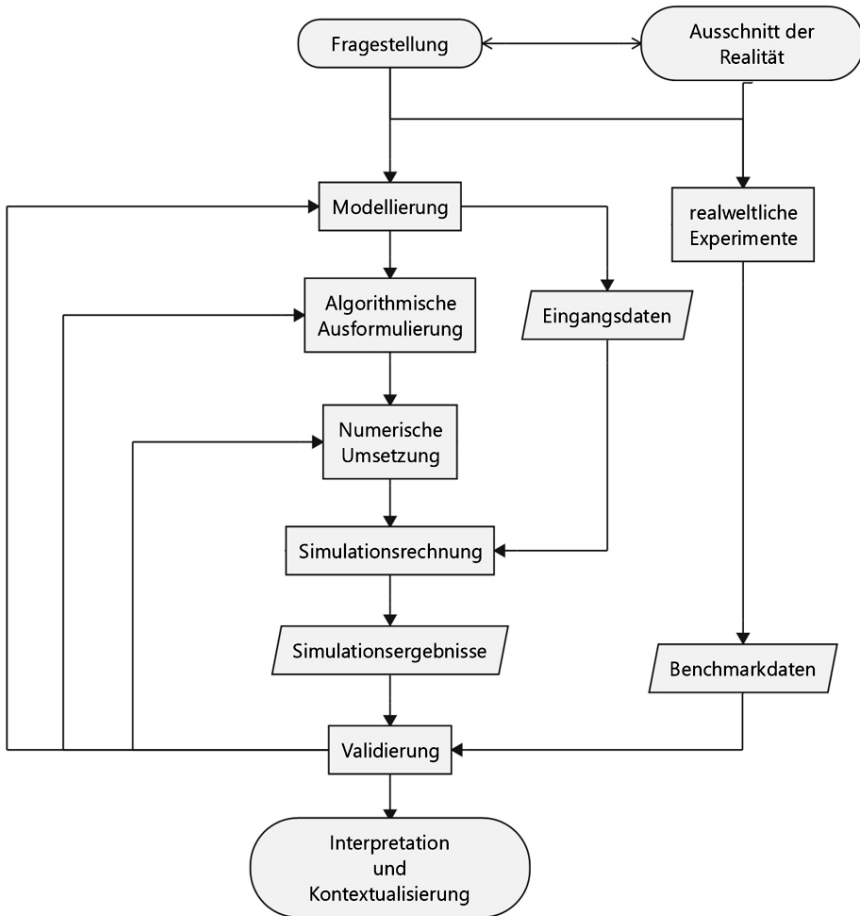 Fragestellung
Ausschnitt der
Realität
Modellierung
realweltliche
Experimente
Algorithmische
Ausformulierung
Eingangsdaten
Numerische
Umsetzung
Simulationsrechnung
Simulationsergebnisse
Benchmarkdaten
Validierung
Interpretation
und
Kontextualisierung